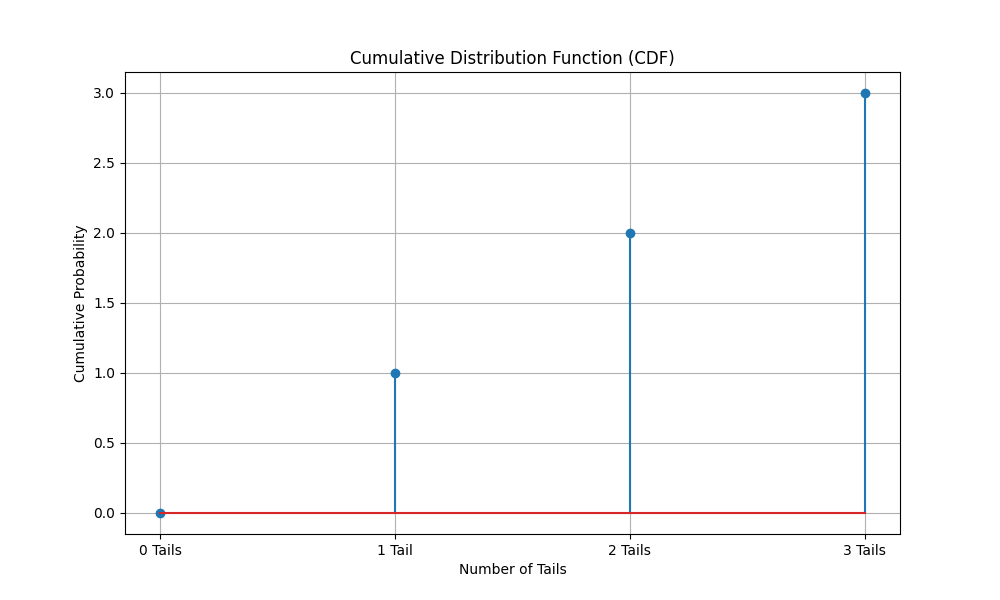 Cumulative Distribution Function (CDF)
Cumulative Probability
3.0
2.5
2.0
1.5
1.0
0.5
0.0
0 Tails
1 Tail
2 Tails
3 Tails
Number of Tails